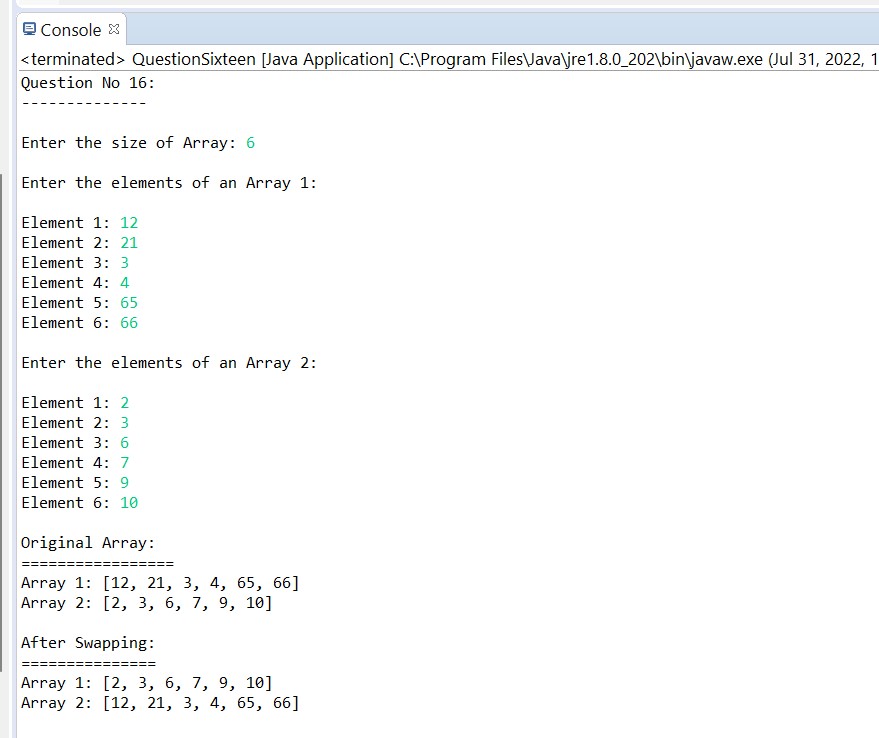 Console
<terminated> QuestionSixteen [Java Application] C:\Program Files\Java\jre1.8.0_202\bin\javaw.exe (Jul 31, 2022, 1
Question No 16:
--------------
Enter the size of Array: 6
Enter the elements of an Array 1:
Element 1: 12
Element 2: 21
Element 3: 3
Element 4: 4
Element 5: 65
Element 6: 66
Enter the elements of an Array 2:
Element 1: 2
Element 2: 3
Element 3: 6
Element 4: 7
Element 5: 9
Element 6: 10
Original Array:
=================
Array 1: [12, 21, 3, 4, 65, 66]
Array 2: [2, 3, 6, 7, 9, 10]
After Swapping:
===============
Array 1: [2, 3, 6, 7, 9, 10]
Array 2: [12, 21, 3, 4, 65, 66]